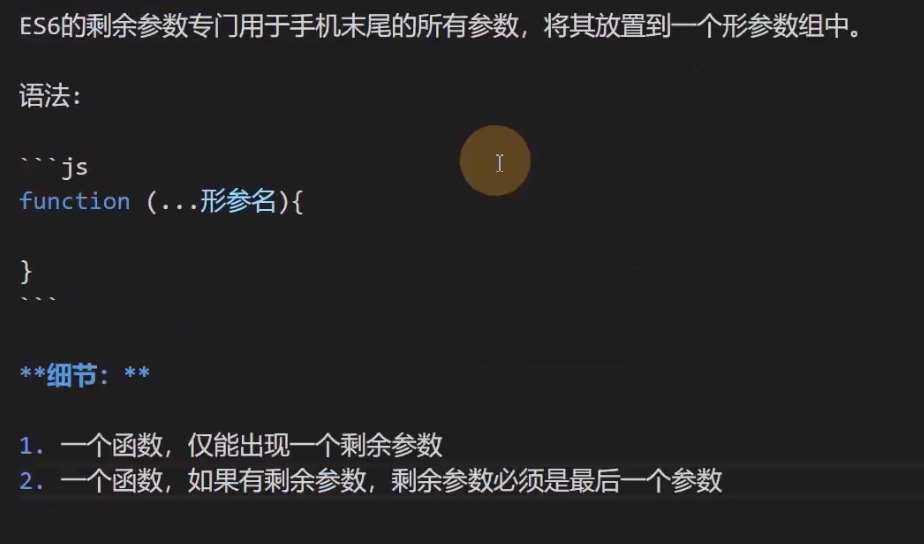 ES6的剩余参数专门用于手机末尾的所有参数，将其放置到一个形参数组中。
语法：
```js
function (...形参名){
}
```
**细节：**
1. 一个函数，仅能出现一个剩余参数
2. 一个函数，如果有剩余参数，剩余参数必须是最后一个参数